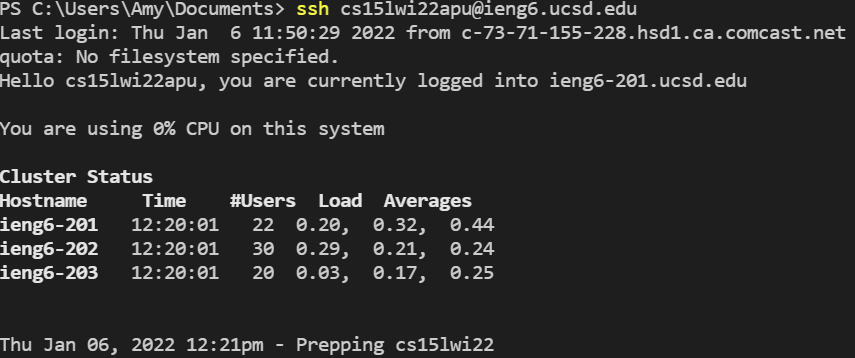 PS C:\Users\Amy\Documents> ssh cs15lwi22apu@ieng6.ucsd.edu
Last login: Thu Jan  6 11:50:29 2022 from c-73-71-155-228.hsd1.ca.comcast.net
quota: No filesystem specified.
Hello cs15lwi22apu, you are currently logged into ieng6-201.ucsd.edu
You are using 0% CPU on this system
Cluster Status
Hostname     Time    #Users  Load  Averages
ieng6-201   12:20:01   22  0.20,  0.32,  0.44
ieng6-202   12:20:01   30  0.29,  0.21,  0.24
ieng6-203   12:20:01   20  0.03,  0.17,  0.25
Thu Jan 06, 2022 12:21pm - Prepping cs15lwi22